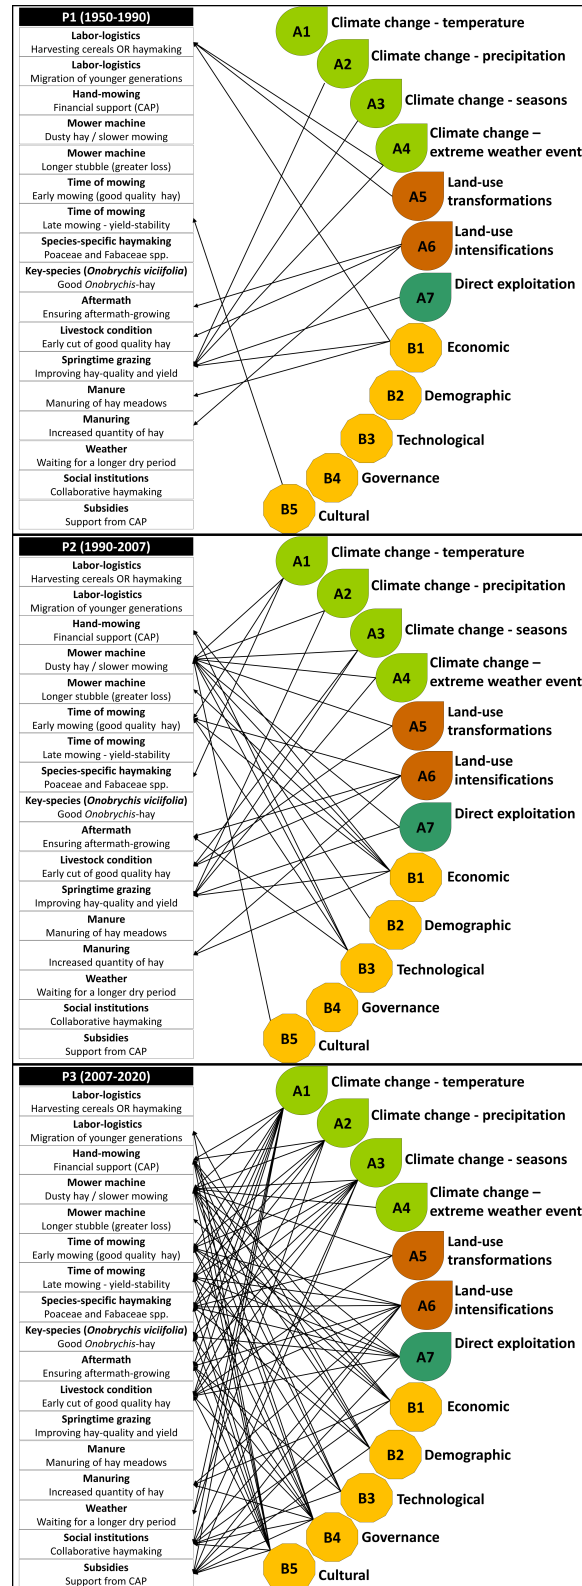 P1 (1950-1990)
Labor-logistics
Harvesting cereals OR haymaking
Labor-logistics
Migration of younger generations
Hand-mowing
Financial support (CAP)
Mower machine
Dusty hay / slower mowing
Mower machine
Longer stubble (greater loss)
Time of mowing
Early mowing (good quality hay)
Time of mowing
Late mowing - yield-stability
Species-specific haymaking
Poaceae and Fabaceae spp.
Key-species (Onobrychis viciifolia)
Good Onobrychis-hay
Aftermath
Ensuring aftermath-growing
Livestock condition
Early cut of good quality hay
Springtime grazing
Improving hay-quality and yield
Manure
Manuring of hay meadows
Manuring
Increased quantity of hay
Weather
Waiting for a longer dry period
Social institutions
Collaborative haymaking
Subsidies
Support from CAP
A1 Climate change - temperature
A2 Climate change - precipitation
A3 Climate change - seasons
A4 Climate change –
extreme weather event
A5 Land-use
transformations
A6 Land-use
intensifications
A7 Direct exploitation
B1 Economic
B2 Demographic
B3 Technological
B4 Governance
B5 Cultural
P2 (1990-2007)
Labor-logistics
Harvesting cereals OR haymaking
Labor-logistics
Migration of younger generations
Hand-mowing
Financial support (CAP)
Mower machine
Dusty hay / slower mowing
Mower machine
Longer stubble (greater loss)
Time of mowing
Early mowing (good quality hay)
Time of mowing
Late mowing - yield-stability
Species-specific haymaking
Poaceae and Fabaceae spp.
Key-species (Onobrychis viciifolia)
Good Onobrychis-hay
Aftermath
Ensuring aftermath-growing
Livestock condition
Early cut of good quality hay
Springtime grazing
Improving hay-quality and yield
Manure
Manuring of hay meadows
Manuring
Increased quantity of hay
Weather
Waiting for a longer dry period
Social institutions
Collaborative haymaking
Subsidies
Support from CAP
A1 Climate change - temperature
A2 Climate change - precipitation
A3 Climate change - seasons
A4 Climate change –
extreme weather event
A5 Land-use
transformations
A6 Land-use
intensifications
A7 Direct exploitation
B1 Economic
B2 Demographic
B3 Technological
B4 Governance
B5 Cultural
P3 (2007-2020)
Labor-logistics
Harvesting cereals OR haymaking
Labor-logistics
Migration of younger generations
Hand-mowing
Financial support (CAP)
Mower machine
Dusty hay / slower mowing
Mower machine
Longer stubble (greater loss)
Time of mowing
Early mowing (good quality hay)
Time of mowing
Late mowing - yield-stability
Species-specific haymaking
Poaceae and Fabaceae spp.
Key-species (Onobrychis viciifolia)
Good Onobrychis-hay
Aftermath
Ensuring aftermath-growing
Livestock condition
Early cut of good quality hay
Springtime grazing
Improving hay-quality and yield
Manure
Manuring of hay meadows
Manuring
Increased quantity of hay
Weather
Waiting for a longer dry period
Social institutions
Collaborative haymaking
Subsidies
Support from CAP
A1 Climate change - temperature
A2 Climate change - precipitation
A3 Climate change - seasons
A4 Climate change –
extreme weather event
A5 Land-use
transformations
A6 Land-use
intensifications
A7 Direct exploitation
B1 Economic
B2 Demographic
B3 Technological
B4 Governance
B5 Cultural